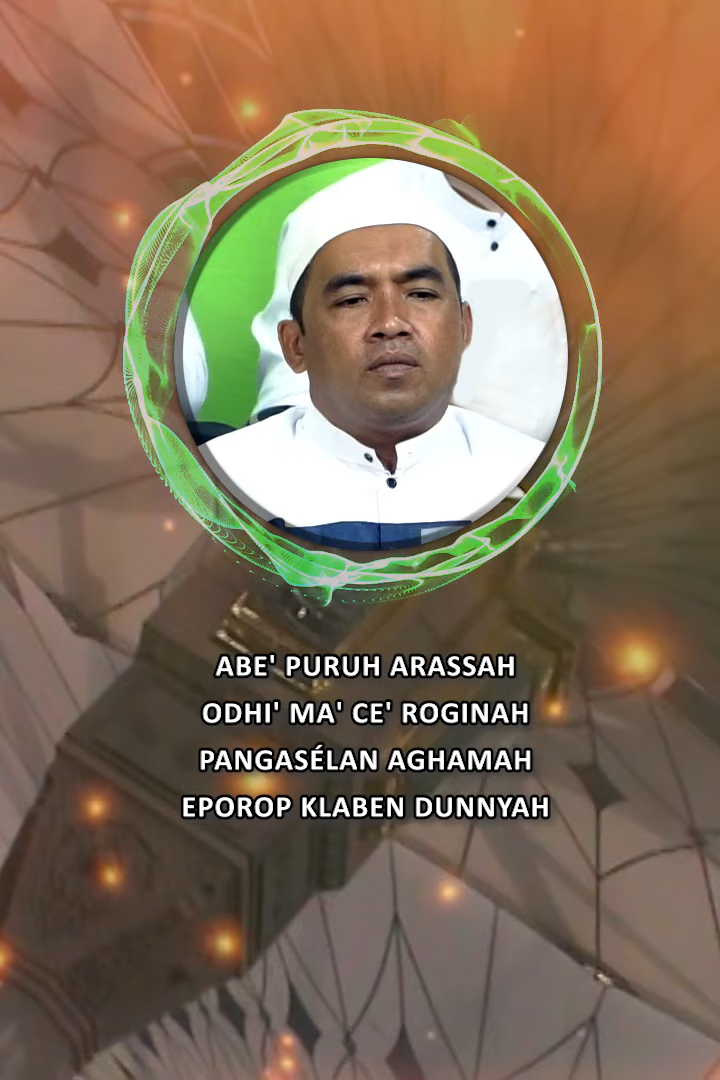 ABE' PURUH ARASSAH
ODHI' MA' CE' ROGINAH
PANGASÉLAN AGHAMAH
EPOROP KLABEN DUNNYAH